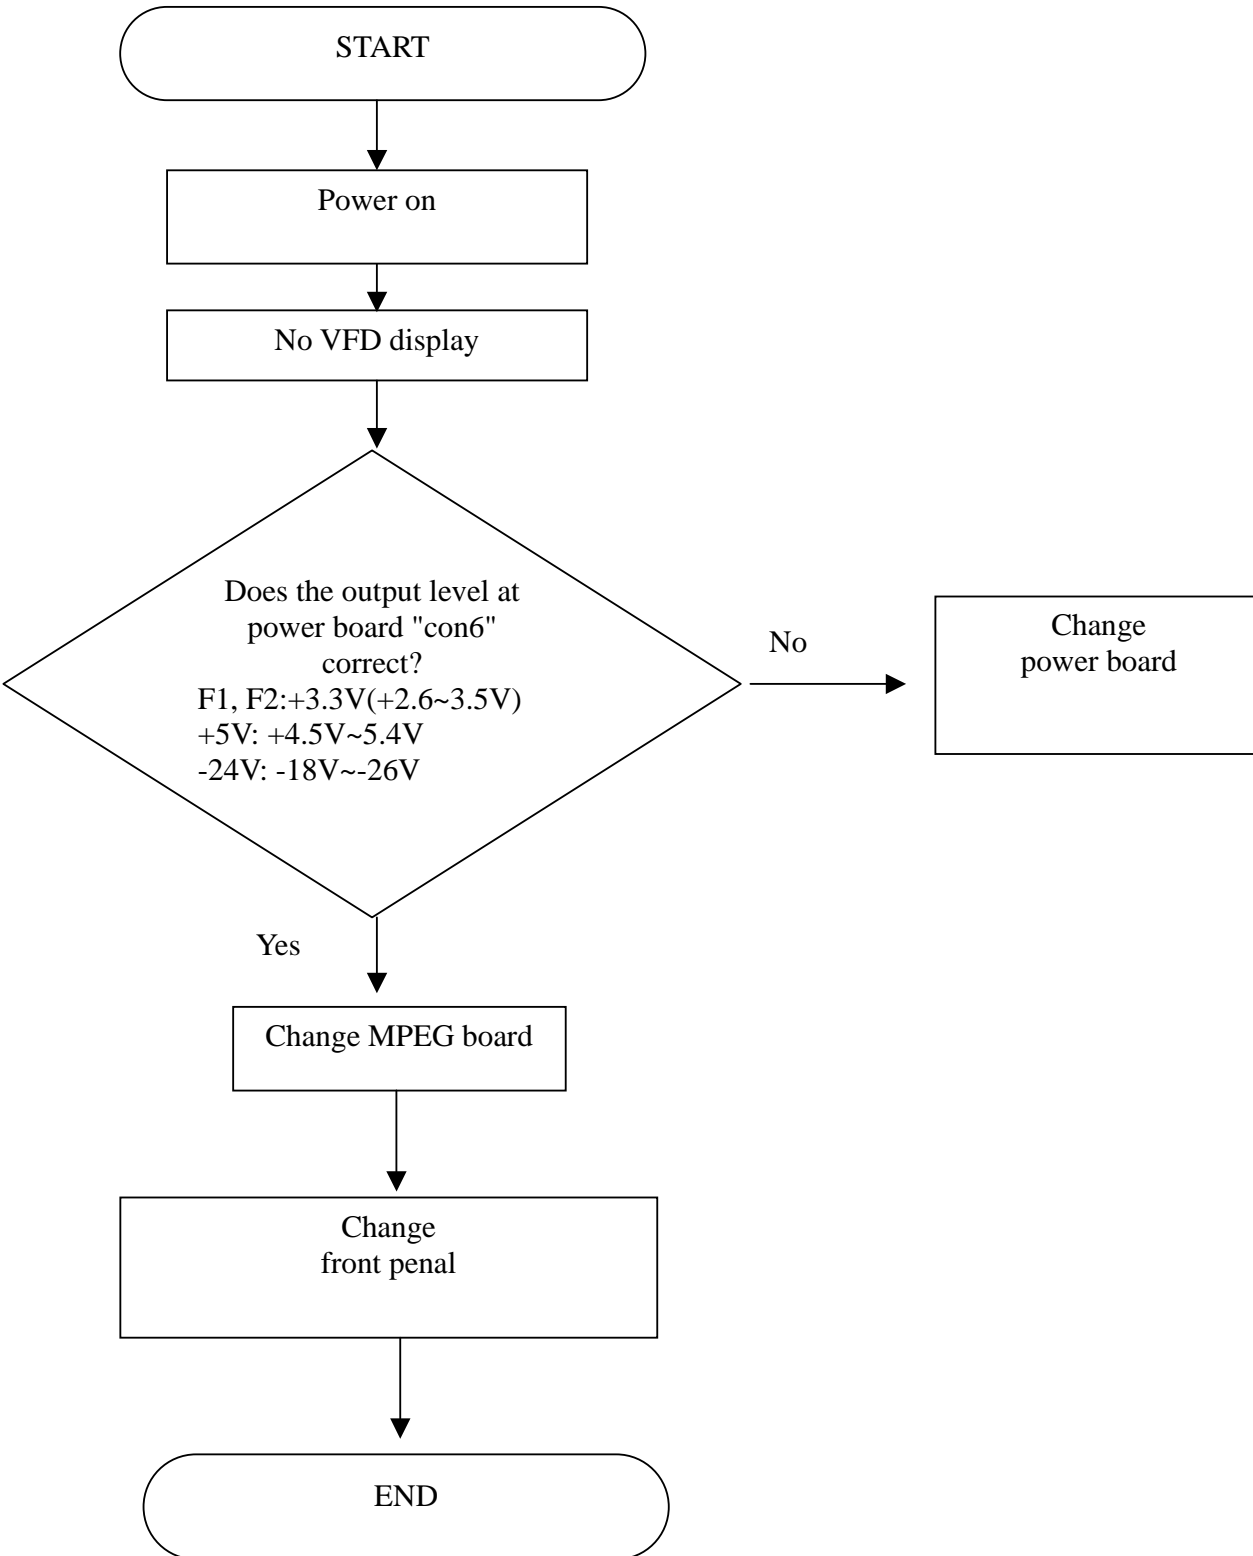 START
Power on
No VFD display
Does the output level at
power board "con6"
correct?
F1, F2:+3.3V(+2.6~3.5V)
+5V: +4.5V~5.4V
-24V: -18V~-26V
No
Change
power board
Yes
Change MPEG board
Change
front penal
END